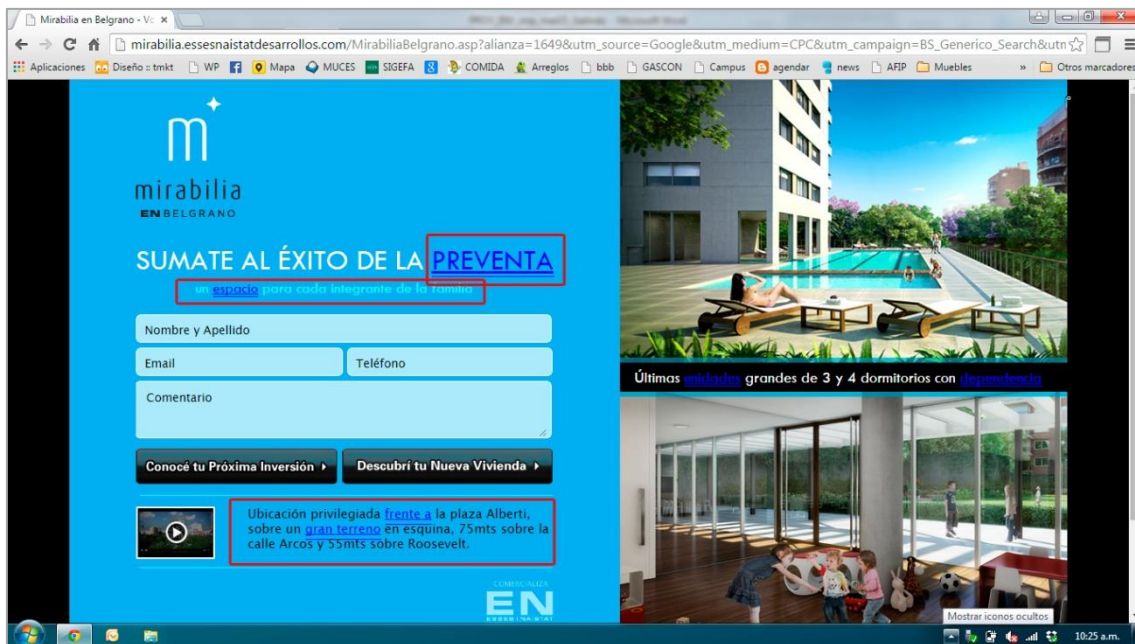 Mirabilia en Belgrano - Vc
mirabilia.essesnaistatdesarrollos.com/MirabiliaBelgrano.asp?alianza=1649&utm_source=Google&utm_medium=CPC&utm_campaign=BS_Generico_Search&utn
Aplicaciones Diseño :: tmkt WP Mapa MUCES SIGEFA COMIDA Arreglos bbb GASCON Campus agendar news AFIP Muebles » Otros marcadores
m
mirabilia
EN BELGRANO
SUMATE AL ÉXITO DE LA PREVENTA
un espacio para cada integrante de la familia
Nombre y Apellido
Email Teléfono
Comentario
Conocé tu Próxima Inversión Descubrí tu Nueva Vivienda
Ubicación privilegiada frente a la plaza Alberti,
sobre un gran terreno en esqüina, 75mts sobre la
calle Arcos y 55mts sobre Roosevelt.
COMERCIALIZA
EN
Últimas unidades grandes de 3 y 4 dormitorios con dependencia
Mostrar iconos ocultos
10:25 a.m.